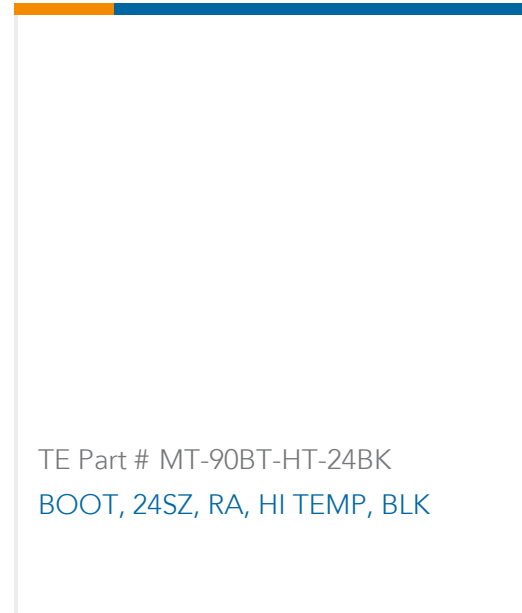 TE Part # MT-90BT-HT-24BK
BOOT, 24SZ, RA, HI TEMP, BLK